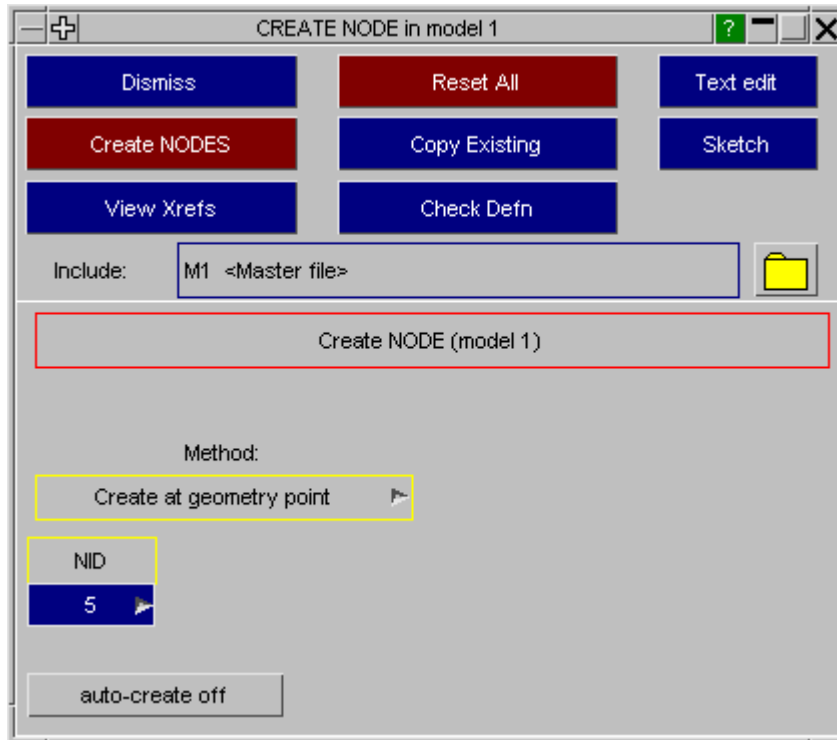 CREATE NODE in model 1 ?
Dismiss Reset All Text edit
Create NODES Copy Existing Sketch
View Xrefs Check Defn
Include: M1 <Master file>
Create NODE (model 1)
Method:
Create at geometry point
NID
5
auto-create off